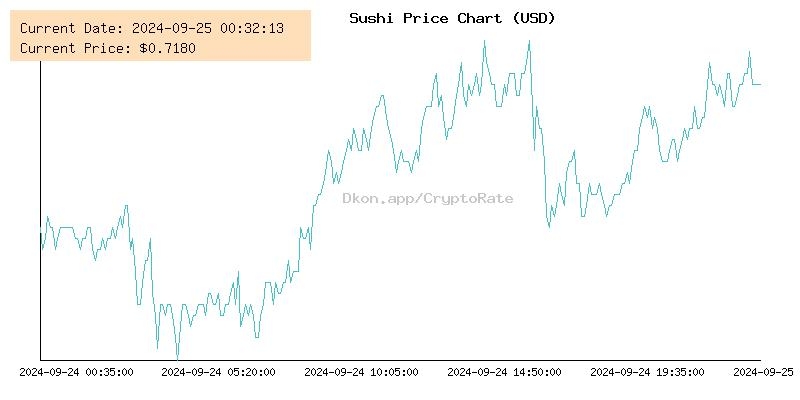 Sushi Price Chart (USD)
Current Date: 2024-09-25 00:32:13
Current Price: $0.7180
Dkon.app/CryptoRate
2024-09-24 00:35:00 2024-09-24 05:20:00 2024-09-24 10:05:00 2024-09-24 14:50:00 2024-09-24 19:35:00 2024-09-25